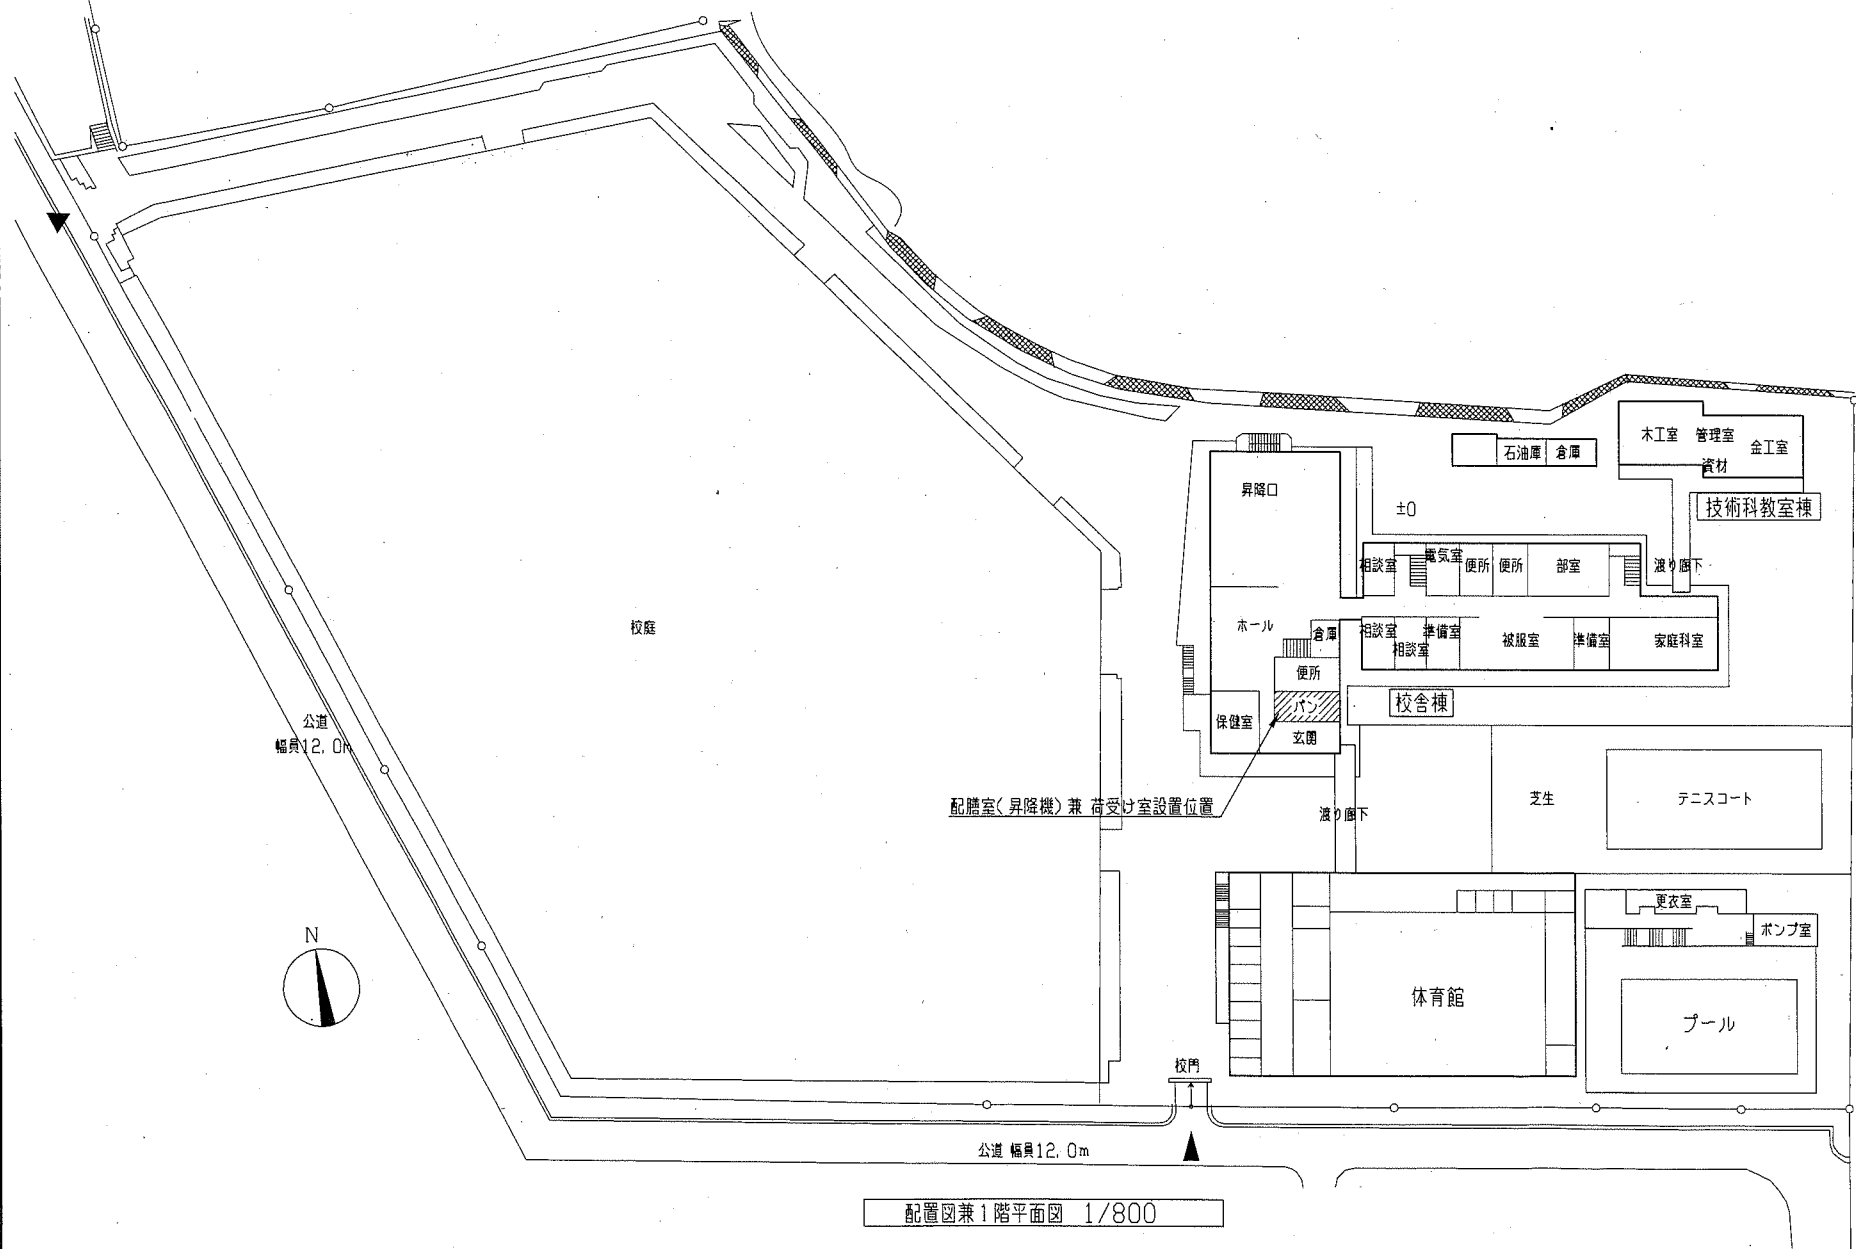 木工室 管理室 金工室
資材
石油庫 倉庫
技術科教室棟
昇降口
±0
相談室 電気室 便所 便所 部室 渡り廊下
校庭
ホール 倉庫 相談室 相談室 準備室 被服室 準備室 家庭科室
便所
パン
校舎棟
保健室
玄関
公道
幅員12.0m
配膳室(昇降機)兼 荷受け室設置位置
渡り廊下
芝生
テニスコート
更衣室
ポンプ室
N
体育館
プール
校門
公道 幅員12.0m
配置図兼1階平面図 1/800